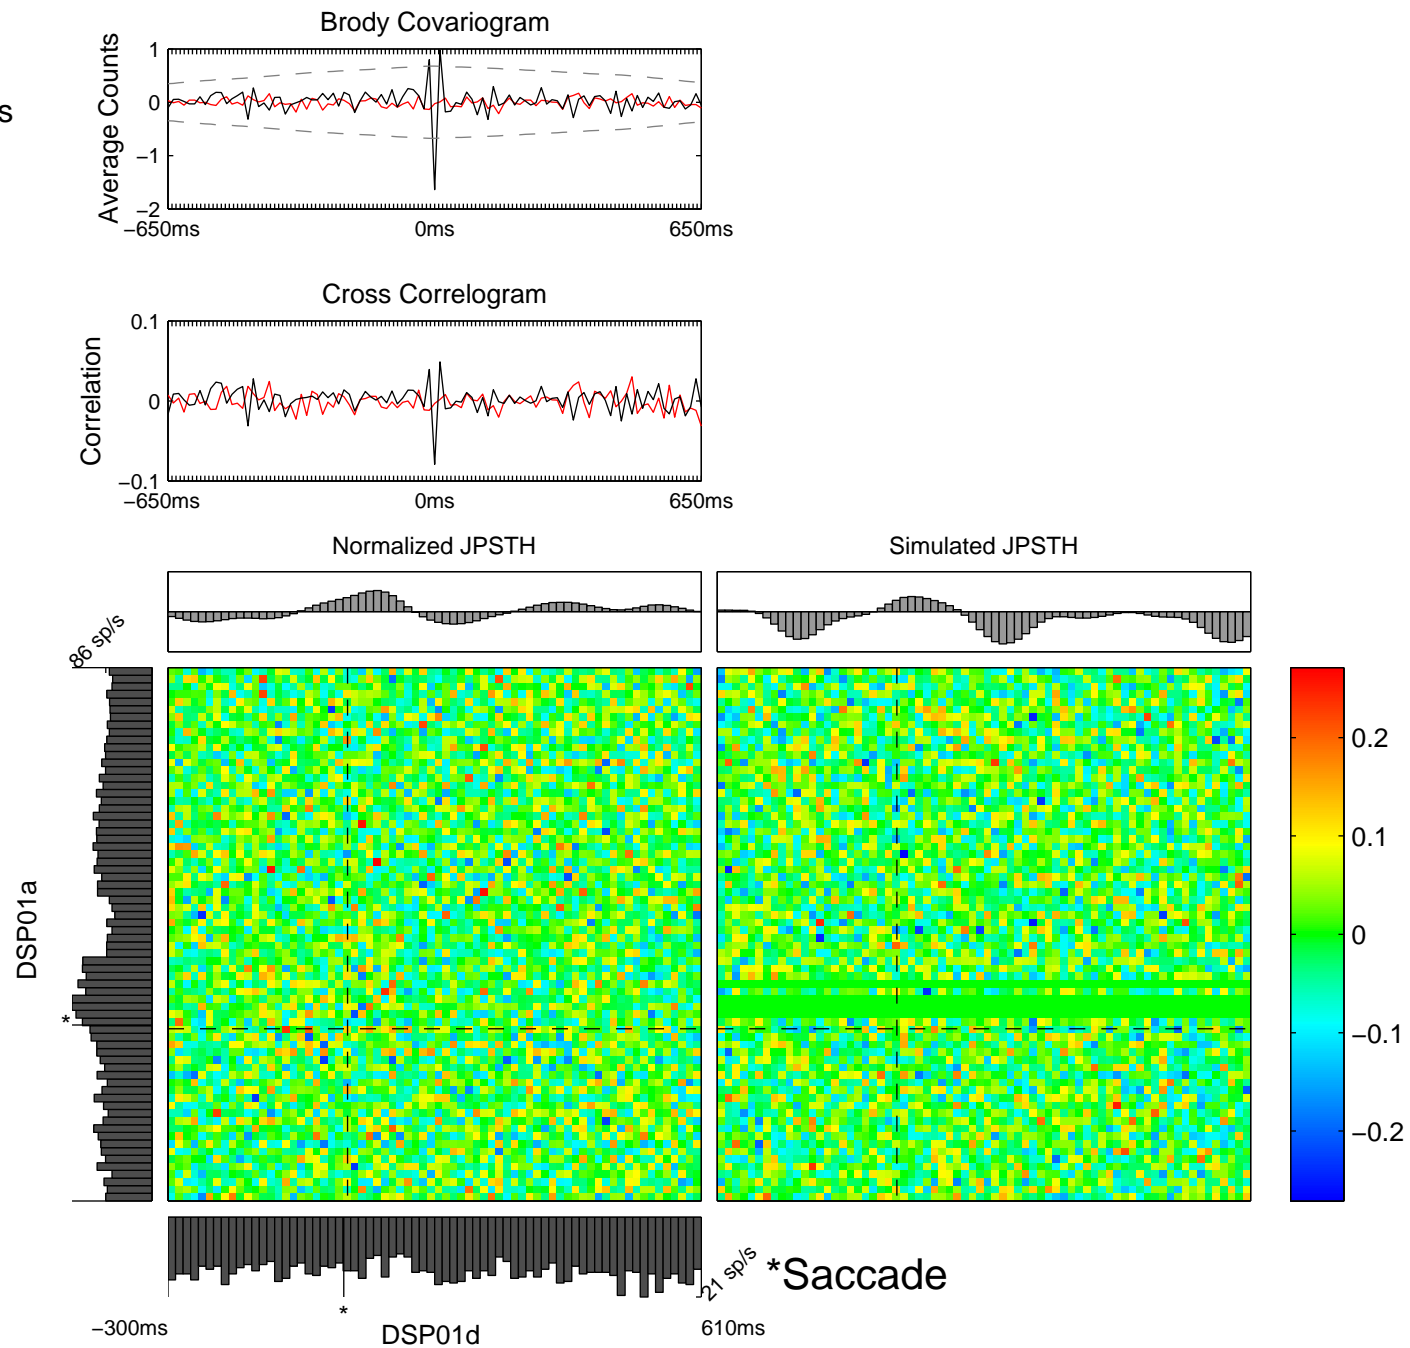 Brody Covariogram
s
Average Counts
1
0
−1
−2
−650ms
0ms
650ms
Cross Correlogram
Correlation
0.1
0
−0.1
−650ms
0ms
650ms
Normalized JPSTH
Simulated JPSTH
86 sp/s
DSP01a
*
0.2
0.1
0
−0.1
−0.2
21 sp/s
*Saccade
*
−300ms
DSP01d
610ms